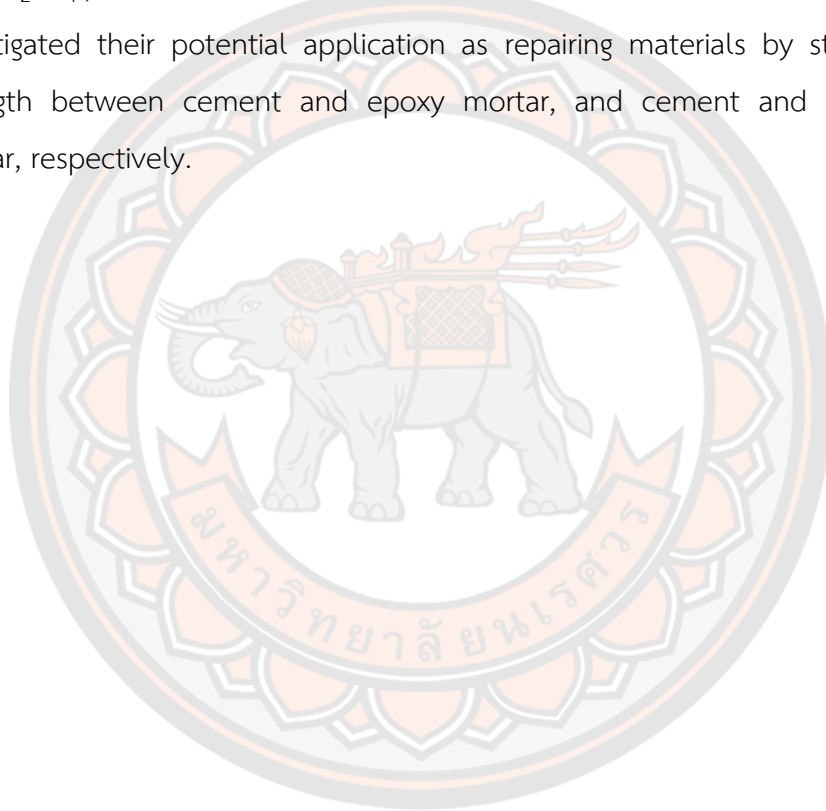 tigated their potential application as repairing materials by st
gth between cement and epoxy mortar, and cement and
ar, respectively.
มหาวิทยาลัยนเรศวร